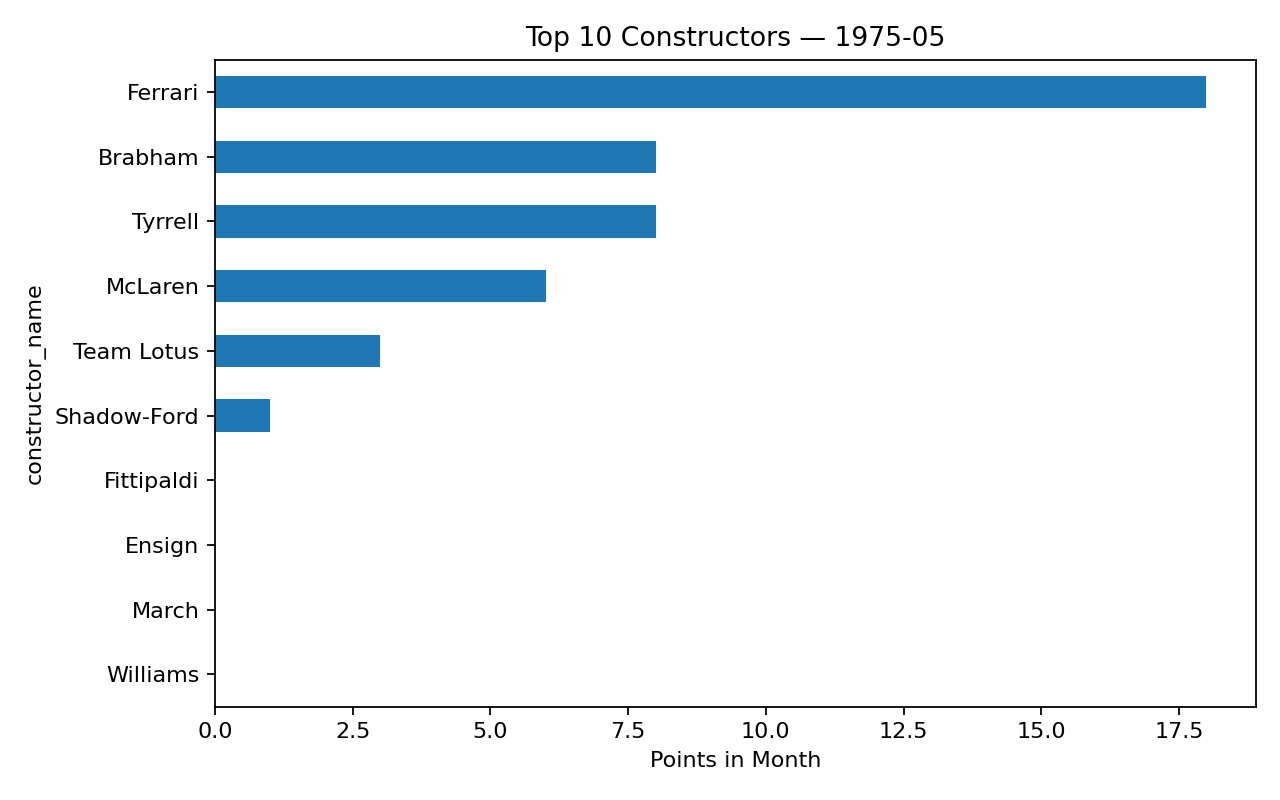 Top 10 Constructors — 1975-05
constructor_name
Ferrari
Brabham
Tyrrell
McLaren
Team Lotus
Shadow-Ford
Fittipaldi
Ensign
March
Williams
0.0 2.5 5.0 7.5 10.0 12.5 15.0 17.5
Points in Month